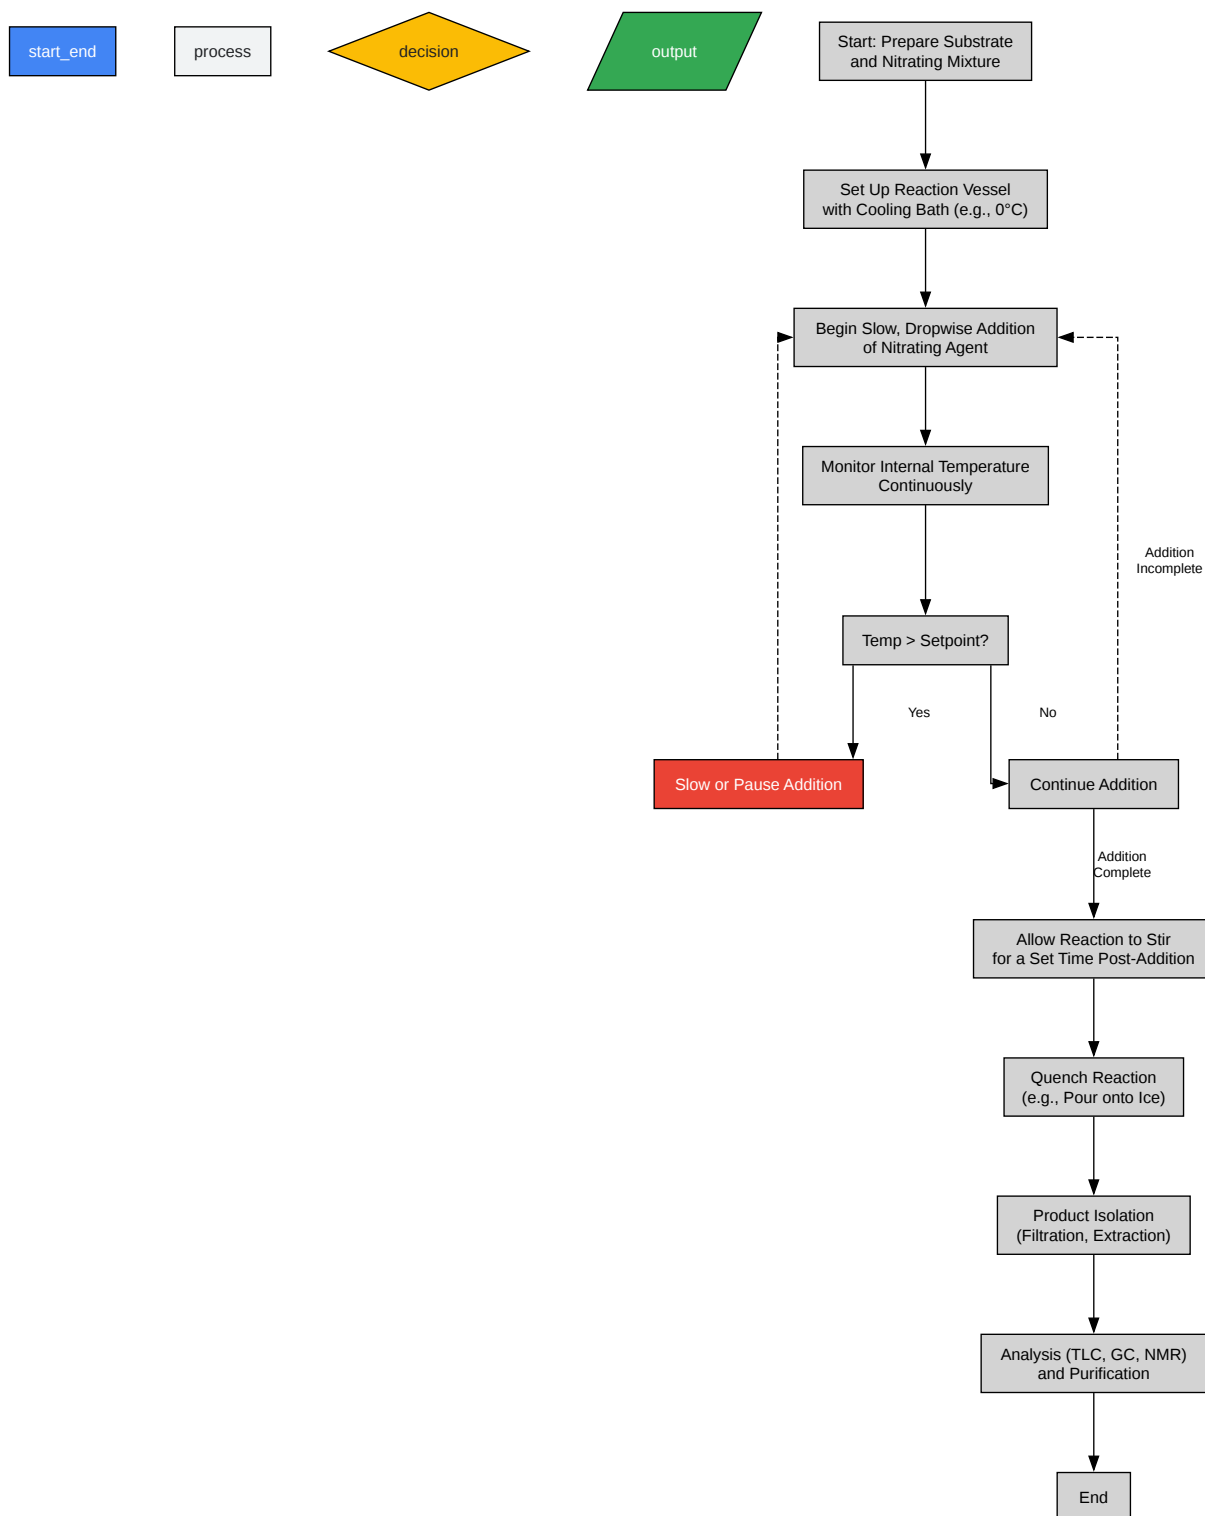 start_end
process
decision
output
Start: Prepare Substrate
and Nitrating Mixture
Set Up Reaction Vessel
with Cooling Bath (e.g., 0°C)
Begin Slow, Dropwise Addition
of Nitrating Agent
Monitor Internal Temperature
Continuously
Addition
Incomplete
Temp > Setpoint?
Yes
No
Slow or Pause Addition
Continue Addition
Addition
Complete
Allow Reaction to Stir
for a Set Time Post-Addition
Quench Reaction
(e.g., Pour onto Ice)
Product Isolation
(Filtration, Extraction)
Analysis (TLC, GC, NMR)
and Purification
End